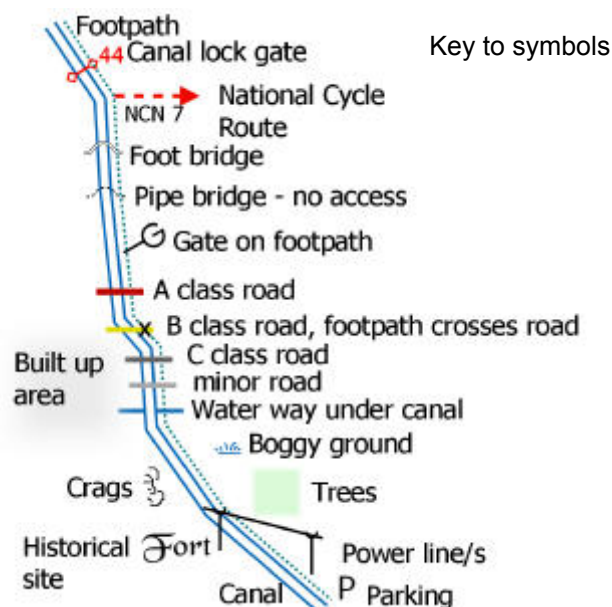 Footpath
44 Canal lock gate
Key to symbols
NCN 7
National Cycle
Route
Foot bridge
Pipe bridge - no access
Gate on footpath
A class road
B class road, footpath crosses road
Built up
area
C class road
minor road
Water way under canal
Boggy ground
Crags
Trees
Historical
site
Fort
Power line/s
Canal
P Parking